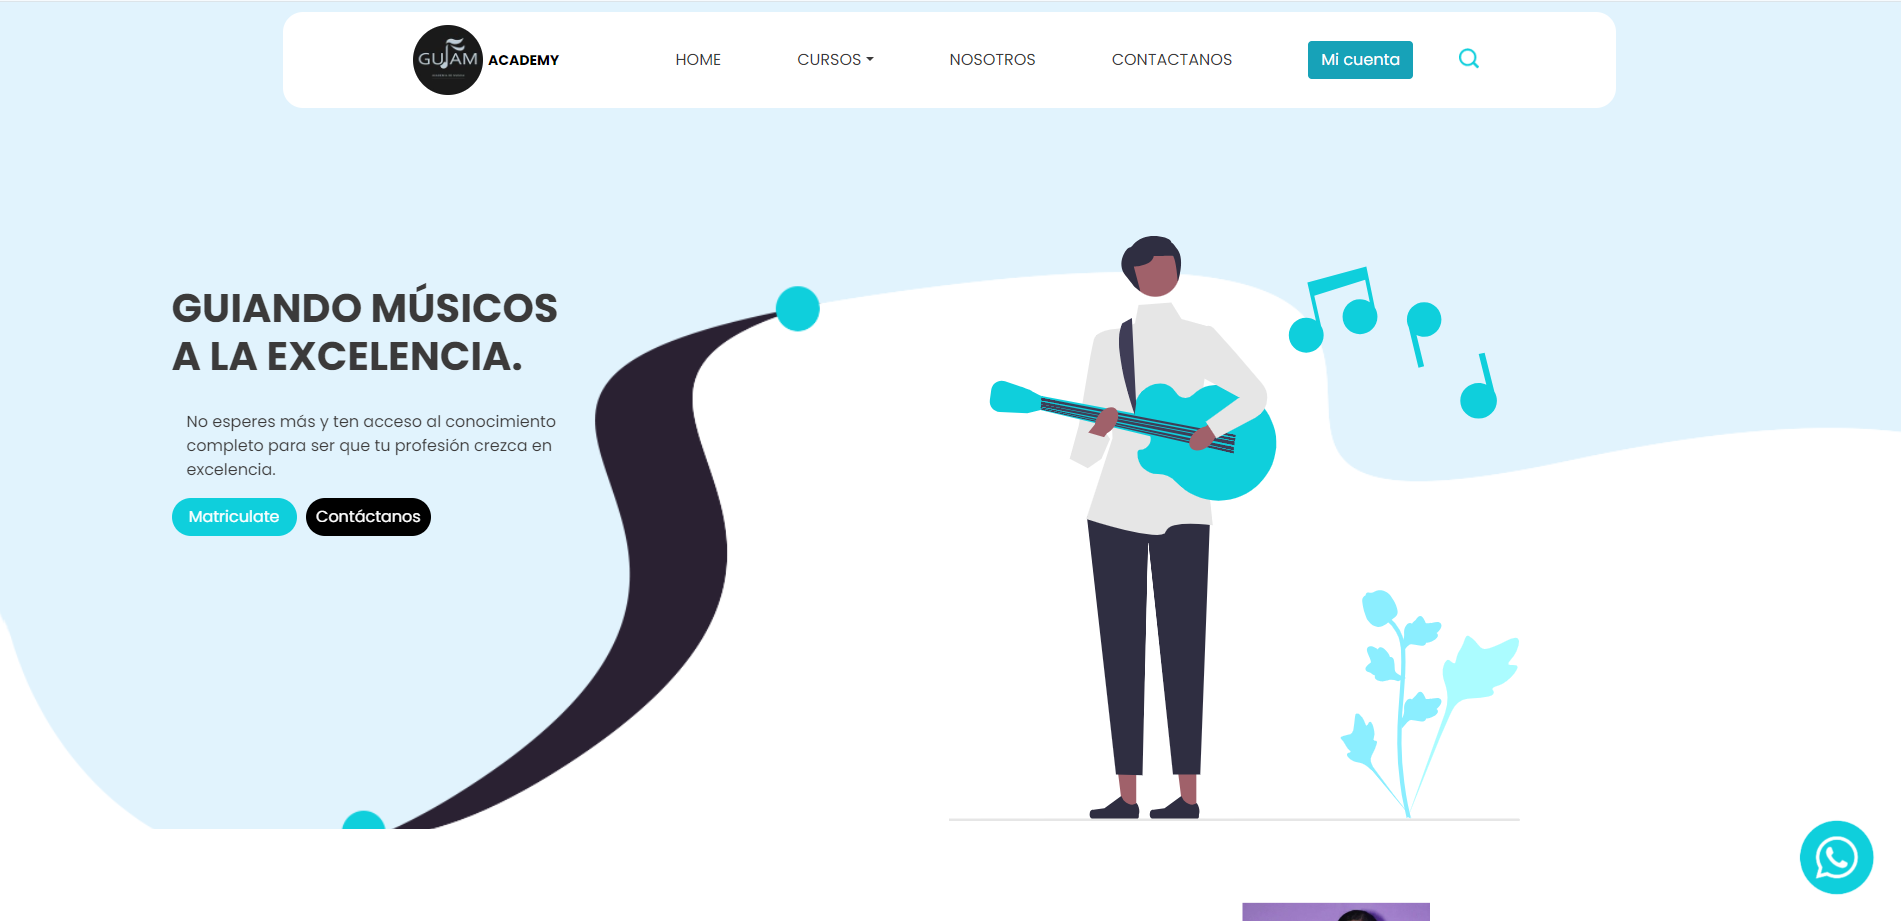 GUIAM
ACADEMY
HOME
CURSOS
NOSOTROS
CONTACTANOS
Mi cuenta
GUIANDO MÚSICOS
A LA EXCELENCIA.
No esperes más y ten acceso al conocimiento
completo para ser que tu profesión crezca en
excelencia.
Matriculate
Contáctanos